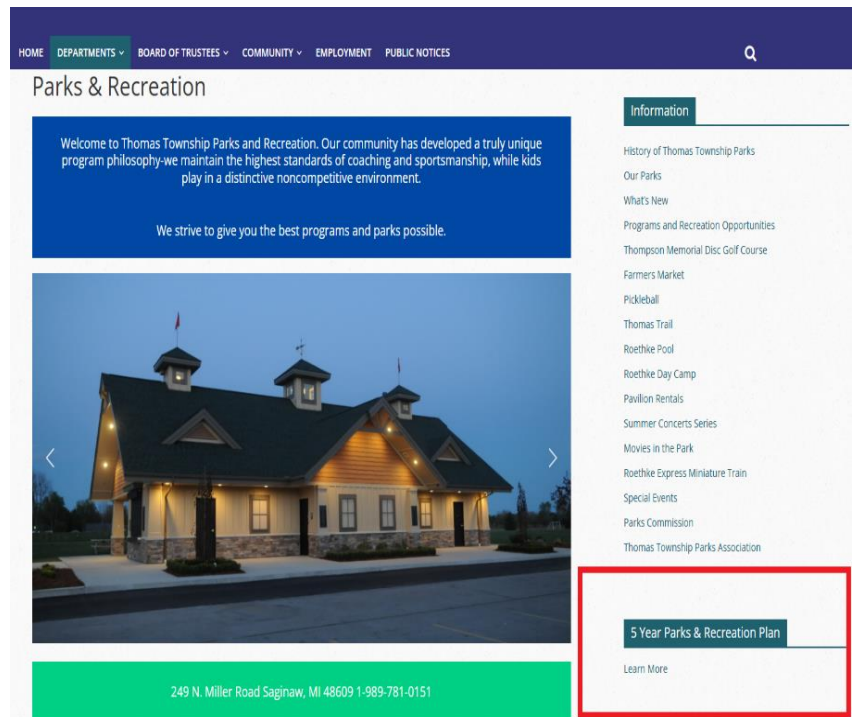 HOME DEPARTMENTS BOARD OF TRUSTEES COMMUNITY EMPLOYMENT PUBLIC NOTICES
Parks & Recreation
Welcome to Thomas Township Parks and Recreation. Our community has developed a truly unique
program philosophy-we maintain the highest standards of coaching and sportsmanship, while kids
play in a distinctive noncompetitive environment.
We strive to give you the best programs and parks possible.
249 N. Miller Road Saginaw, MI 48609 1-989-781-0151
Information
History of Thomas Township Parks
Our Parks
What's New
Programs and Recreation Opportunities
Thompson Memorial Disc Golf Course
Farmers Market
Pickleball
Thomas Trail
Roethke Pool
Roethke Day Camp
Pavilion Rentals
Summer Concerts Series
Movies in the Park
Roethke Express Miniature Train
Special Events
Parks Commission
Thomas Township Parks Association
5 Year Parks & Recreation Plan
Learn More